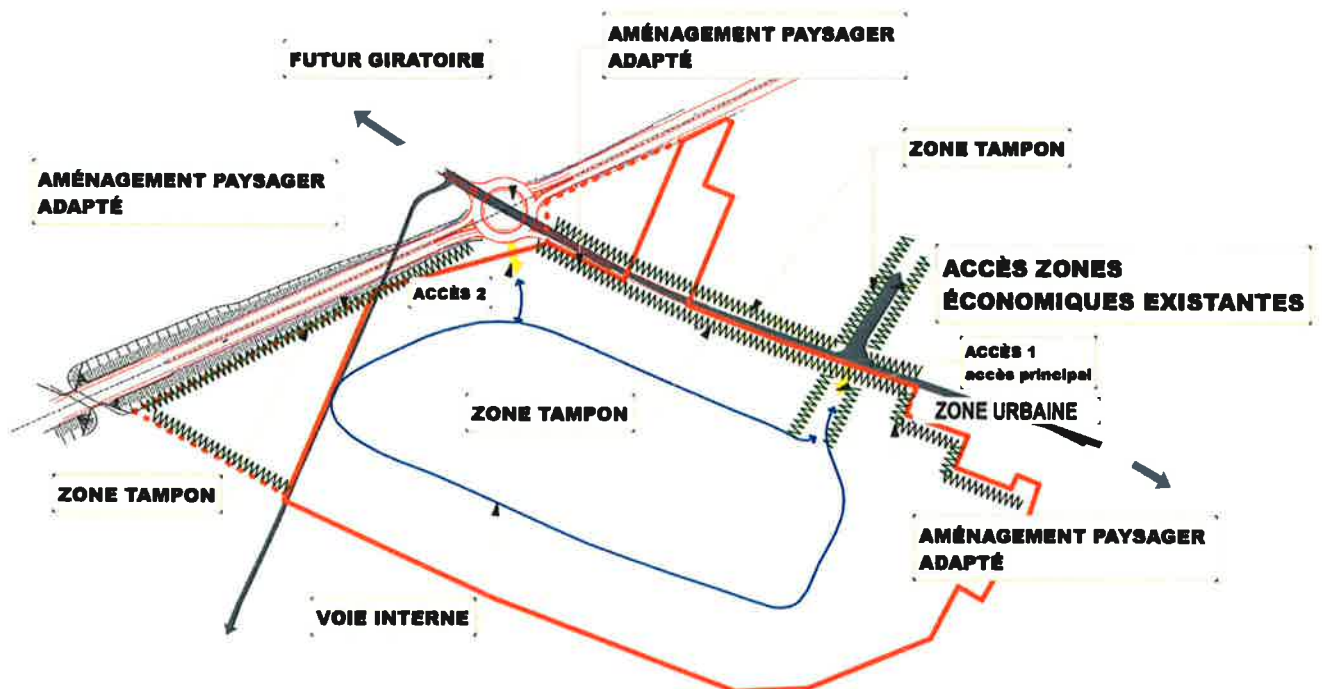 AMÉNAGEMENT PAYSAGER
ADAPTÉ
FUTUR GIRATOIRE
ZONE TAMPON
AMÉNAGEMENT PAYSAGER
ADAPTÉ
ACCÈS ZONES
ÉCONOMIQUES EXISTANTES
ACCÈS 2
ACCÈS 1
accès principal
ZONE URBAINE
ZONE TAMPON
ZONE TAMPON
AMÉNAGEMENT PAYSAGER
ADAPTÉ
VOIE INTERNE